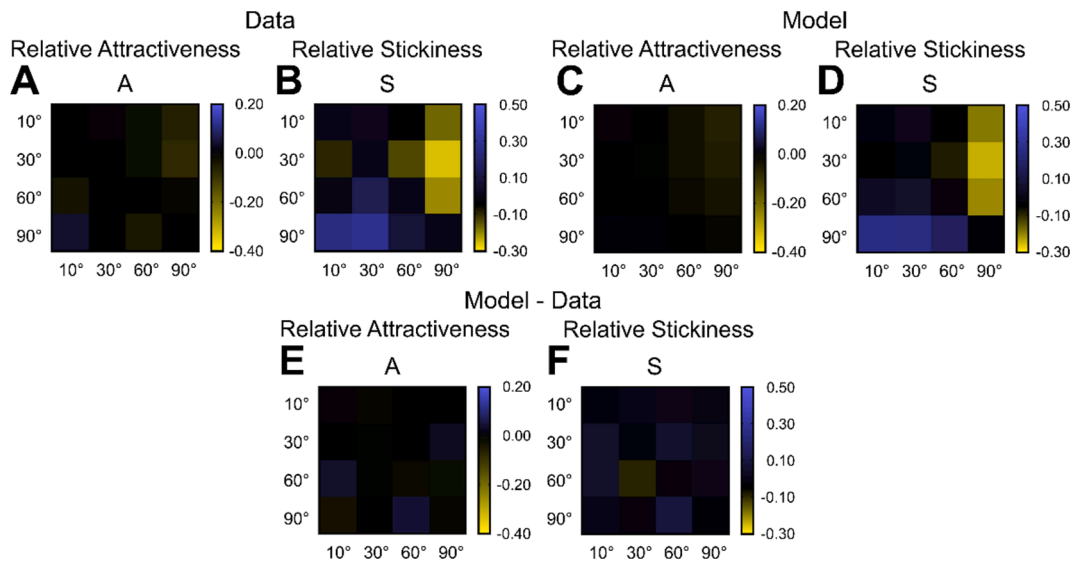 Data Model
Relative Attractiveness Relative Stickiness Relative Attractiveness Relative Stickiness
A B C D
A S A S
0.20 0.50 0.20 0.50
10° 10° 10° 10°
0.00 0.30 0.00 0.30
30° 30° 30° 30°
-0.20 0.10 -0.20 0.10
60° 60° 60° 60°
-0.10 -0.10
90° 90° 90° 90°
-0.40 -0.30 -0.40 -0.30
10° 30° 60° 90° 10° 30° 60° 90° 10° 30° 60° 90° 10° 30° 60° 90°
Model - Data
Relative Attractiveness Relative Stickiness
E F
A S
0.20 0.50
10° 10°
0.00 0.30
30° 30°
-0.20 0.10
60° 60°
-0.10
90° 90°
-0.40 -0.30
10° 30° 60° 90° 10° 30° 60° 90°